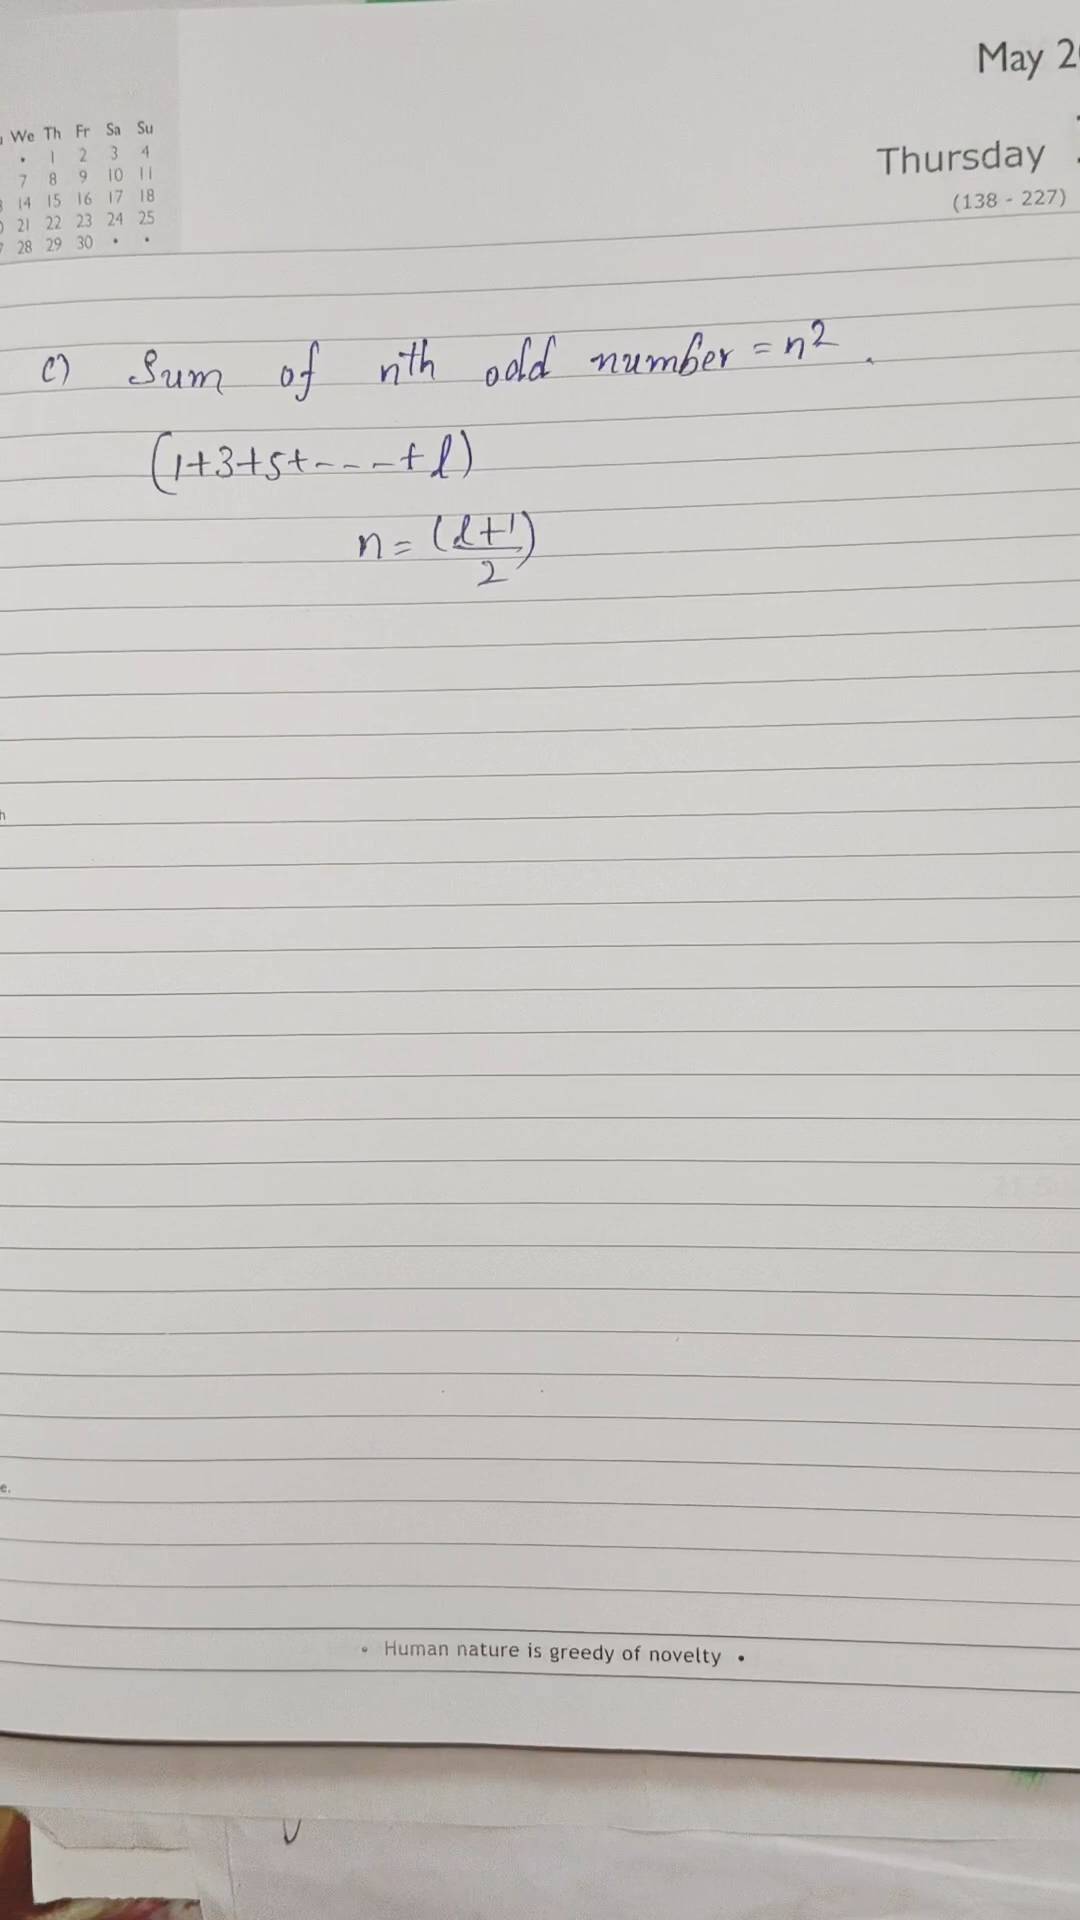 May 2
We Th Fr Sa Su
• 1 2 3 4
7 8 9 10 11
14 15 16 17 18
21 22 23 24 25
28 29 30 • •
Thursday
(138 - 227)
c) Sum of nth odd number = n².
(1+3+5+----+l)
n = (l+1)
2
• Human nature is greedy of novelty •